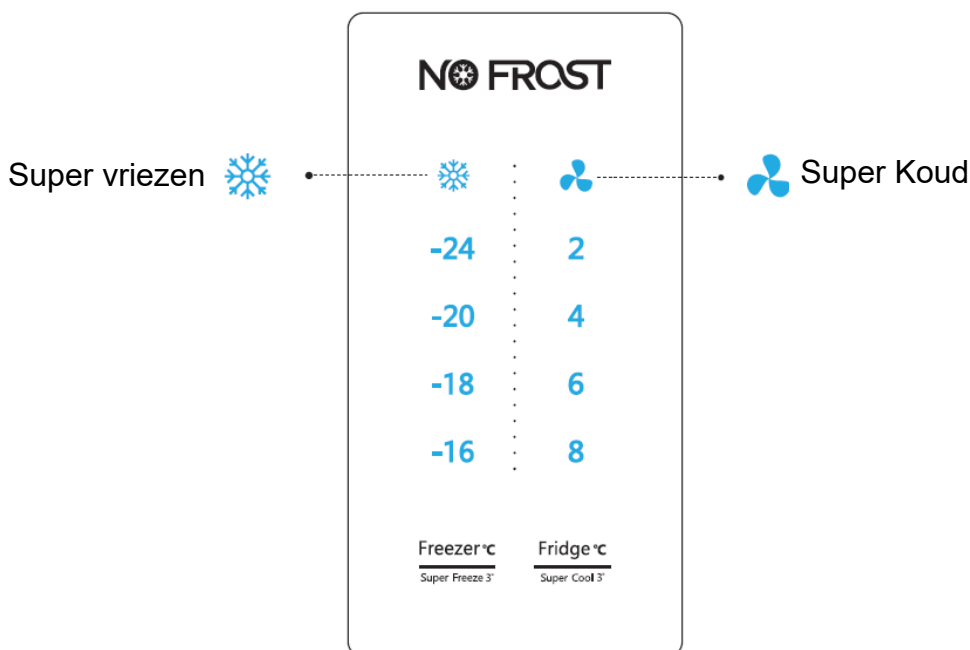 NO FROST
Super vriezen
Super Koud
-24 2
-20 4
-18 6
-16 8
Freezer °C Fridge °C
Super Freeze 3" Super Cool 3"